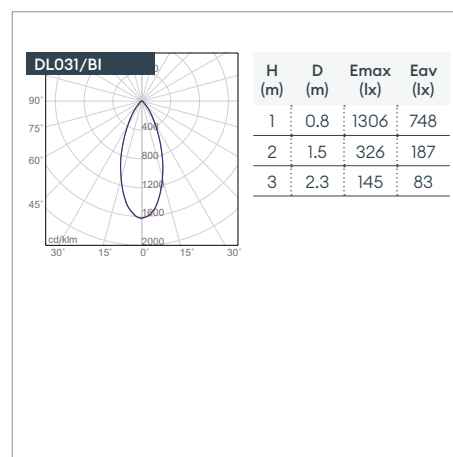 DL031/BI
0
90°
75°
60°
45°
400
800
1200
1600
2000
cd/klm
30° 15° 0° 15° 30°
H D Emax Eav
(m) (m) (lx) (lx)
1 0.8 1306 748
2 1.5 326 187
3 2.3 145 83